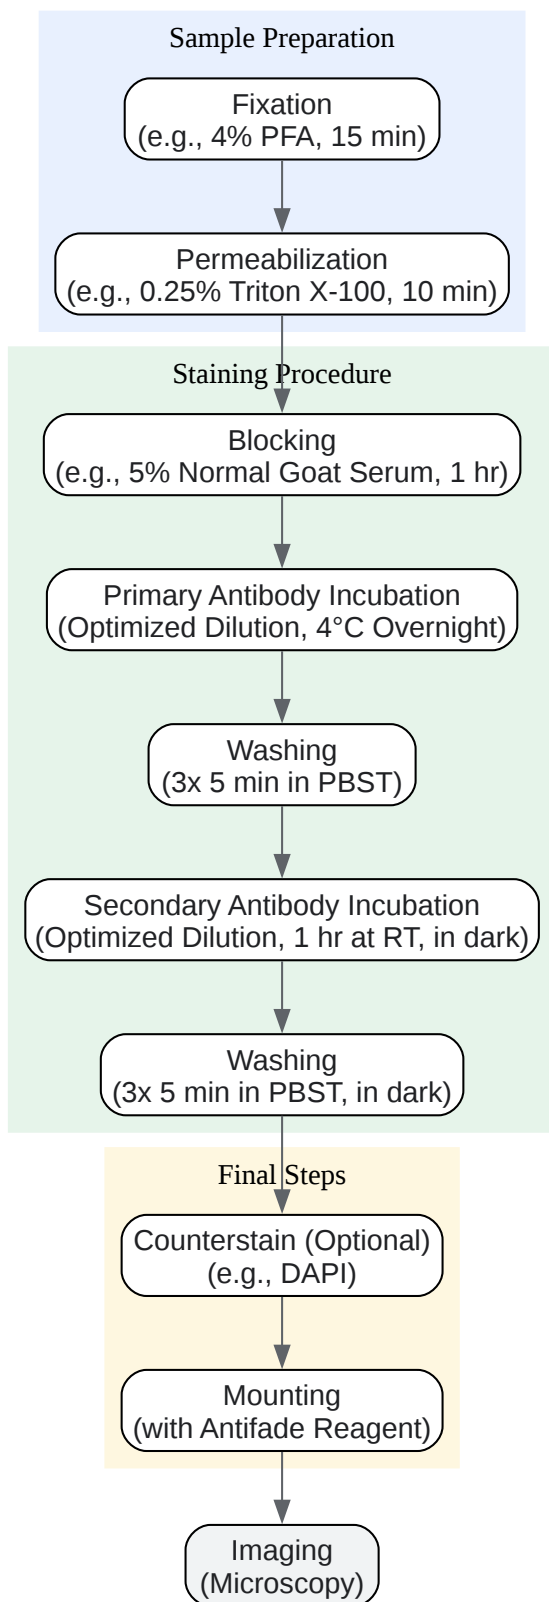 Sample Preparation
Fixation
(e.g., 4% PFA, 15 min)
Permeabilization
(e.g., 0.25% Triton X-100, 10 min)
Staining Procedure
Blocking
(e.g., 5% Normal Goat Serum, 1 hr)
Primary Antibody Incubation
(Optimized Dilution, 4°C Overnight)
Washing
(3x 5 min in PBST)
Secondary Antibody Incubation
(Optimized Dilution, 1 hr at RT, in dark)
Washing
(3x 5 min in PBST, in dark)
Final Steps
Counterstain (Optional)
(e.g., DAPI)
Mounting
(with Antifade Reagent)
Imaging
(Microscopy)